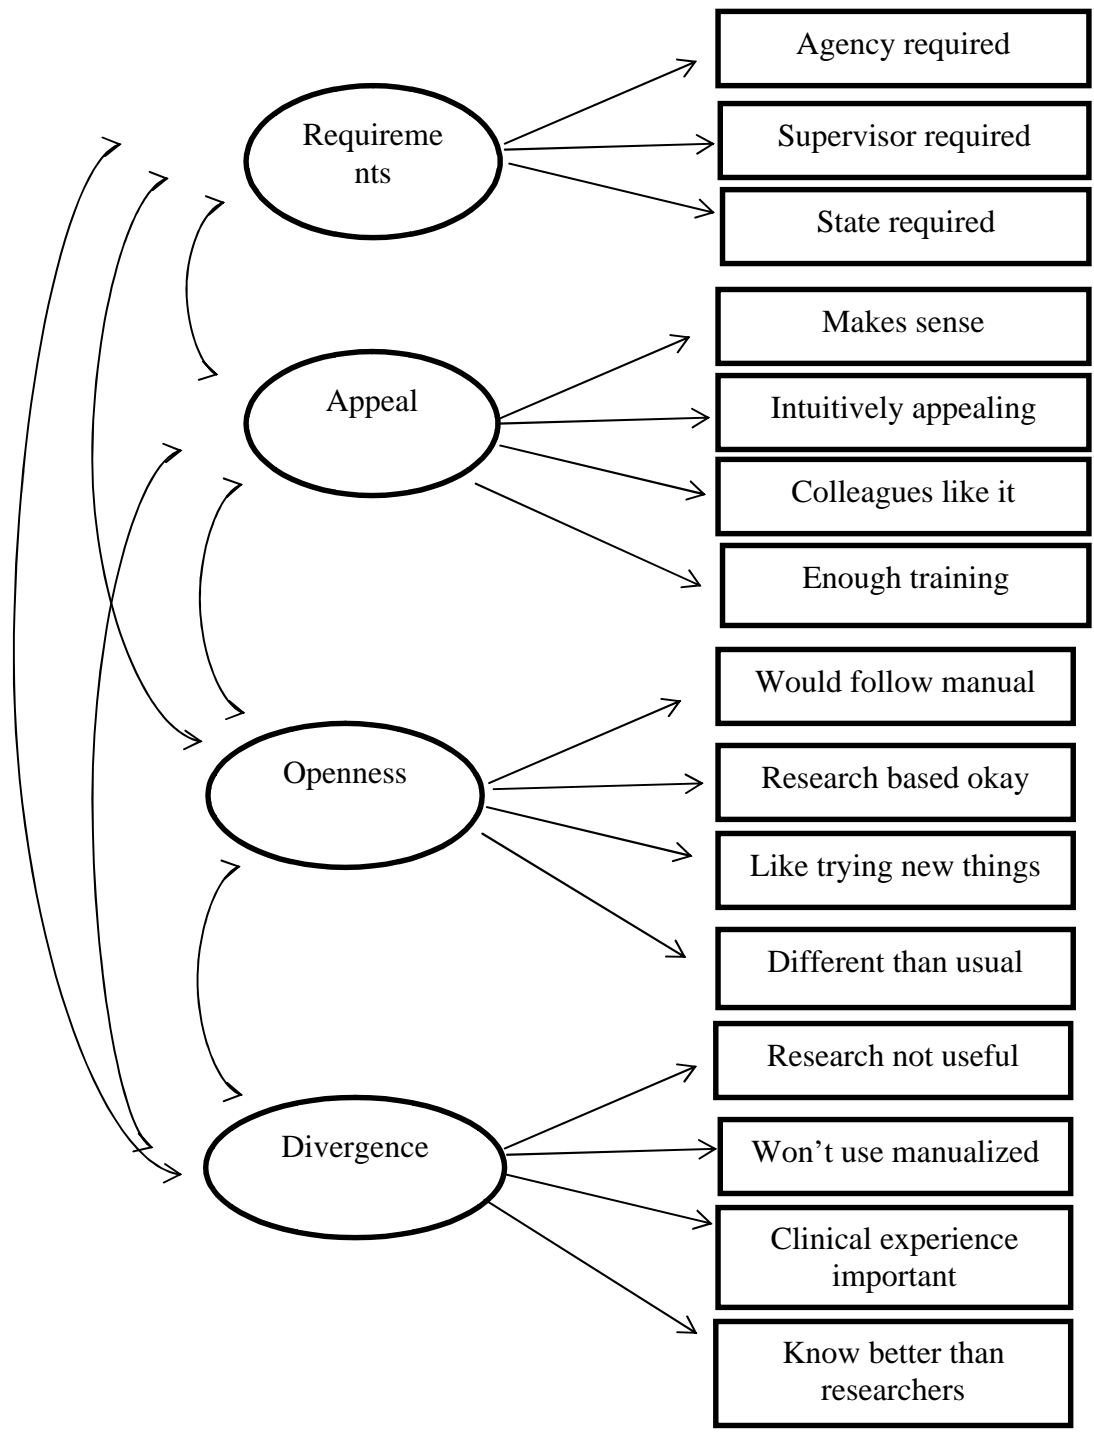 Agency required
Requireme
nts
Supervisor required
State required
Makes sense
Appeal
Intuitively appealing
Colleagues like it
Enough training
Would follow manual
Openness
Research based okay
Like trying new things
Different than usual
Research not useful
Divergence
Won’t use manualized
Clinical experience
important
Know better than
researchers